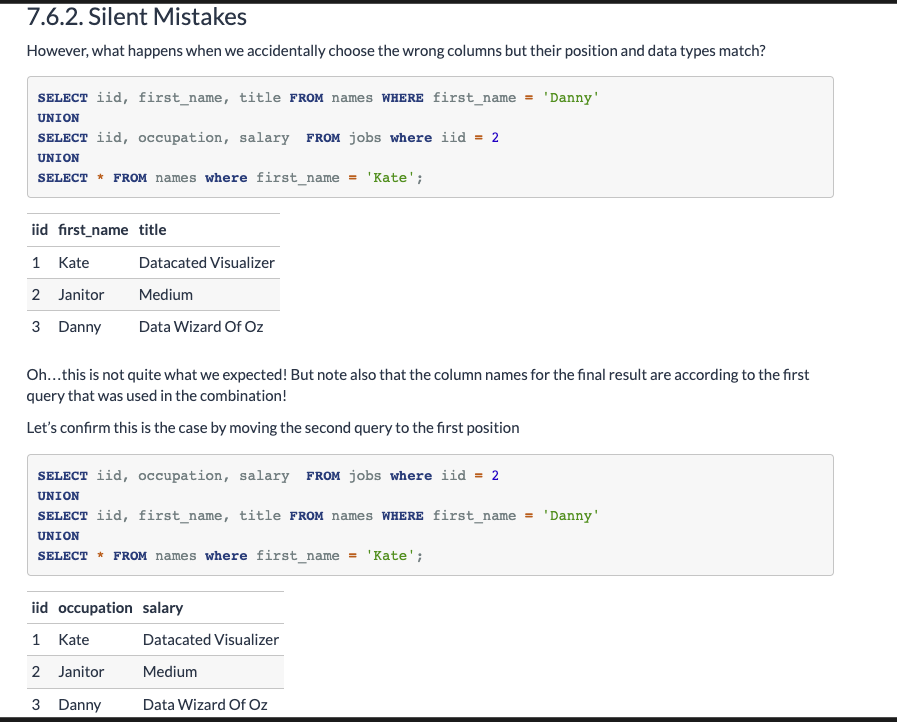 7.6.2. Silent Mistakes
However, what happens when we accidentally choose the wrong columns but their position and data types match?
SELECT iid, first_name, title FROM names WHERE first_name = 'Danny'
UNION
SELECT iid, occupation, salary  FROM jobs where iid = 2
UNION
SELECT * FROM names where first_name = 'Kate';
iid first_name title
1 Kate Datacated Visualizer
2 Janitor Medium
3 Danny Data Wizard Of Oz
Oh...this is not quite what we expected! But note also that the column names for the final result are according to the first
query that was used in the combination!
Let's confirm this is the case by moving the second query to the first position
SELECT iid, occupation, salary  FROM jobs where iid = 2
UNION
SELECT iid, first_name, title FROM names WHERE first_name = 'Danny'
UNION
SELECT * FROM names where first_name = 'Kate';
iid occupation salary
1 Kate Datacated Visualizer
2 Janitor Medium
3 Danny Data Wizard Of Oz